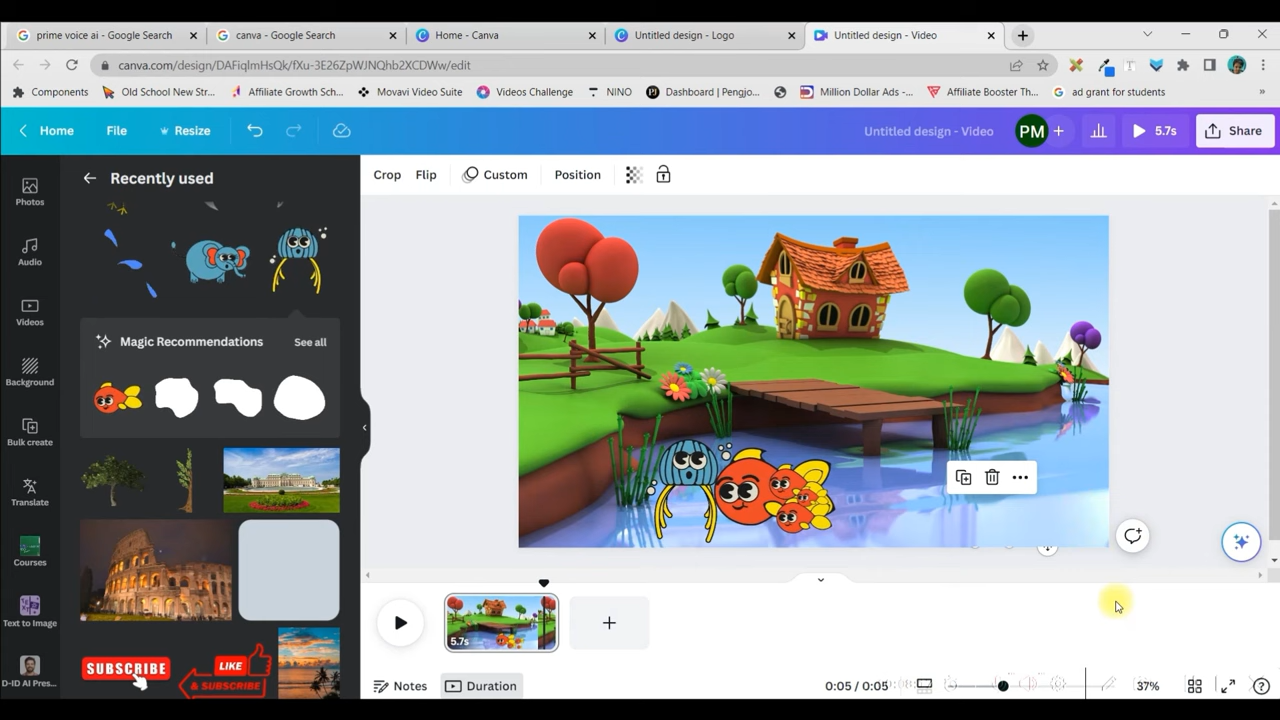 prime voice ai - Google Search
canva - Google Search
Home - Canva
Untitled design - Logo
Untitled design - Video
canva.com/design/DAFiqlmHsQk/fXu-3E26ZpWJNQhb2XCDWw/edit
Components
Old School New Str...
Affiliate Growth Sch...
Movavi Video Suite
Videos Challenge
NINO
Dashboard | Pengjo...
Million Dollar Ads -...
Affiliate Booster Th...
ad grant for students
Home
File
Resize
Untitled design - Video
PM
5.7s
Share
Photos
Audio
Videos
Background
Bulk create
Translate
Courses
Text to Image
D-ID AI Pres...
Recently used
Magic Recommendations
See all
SUBSCRIBE
LIKE
& SUBSCRIBE
Crop
Flip
Custom
Position
5.7s
Notes
Duration
0:05 / 0:05
37%